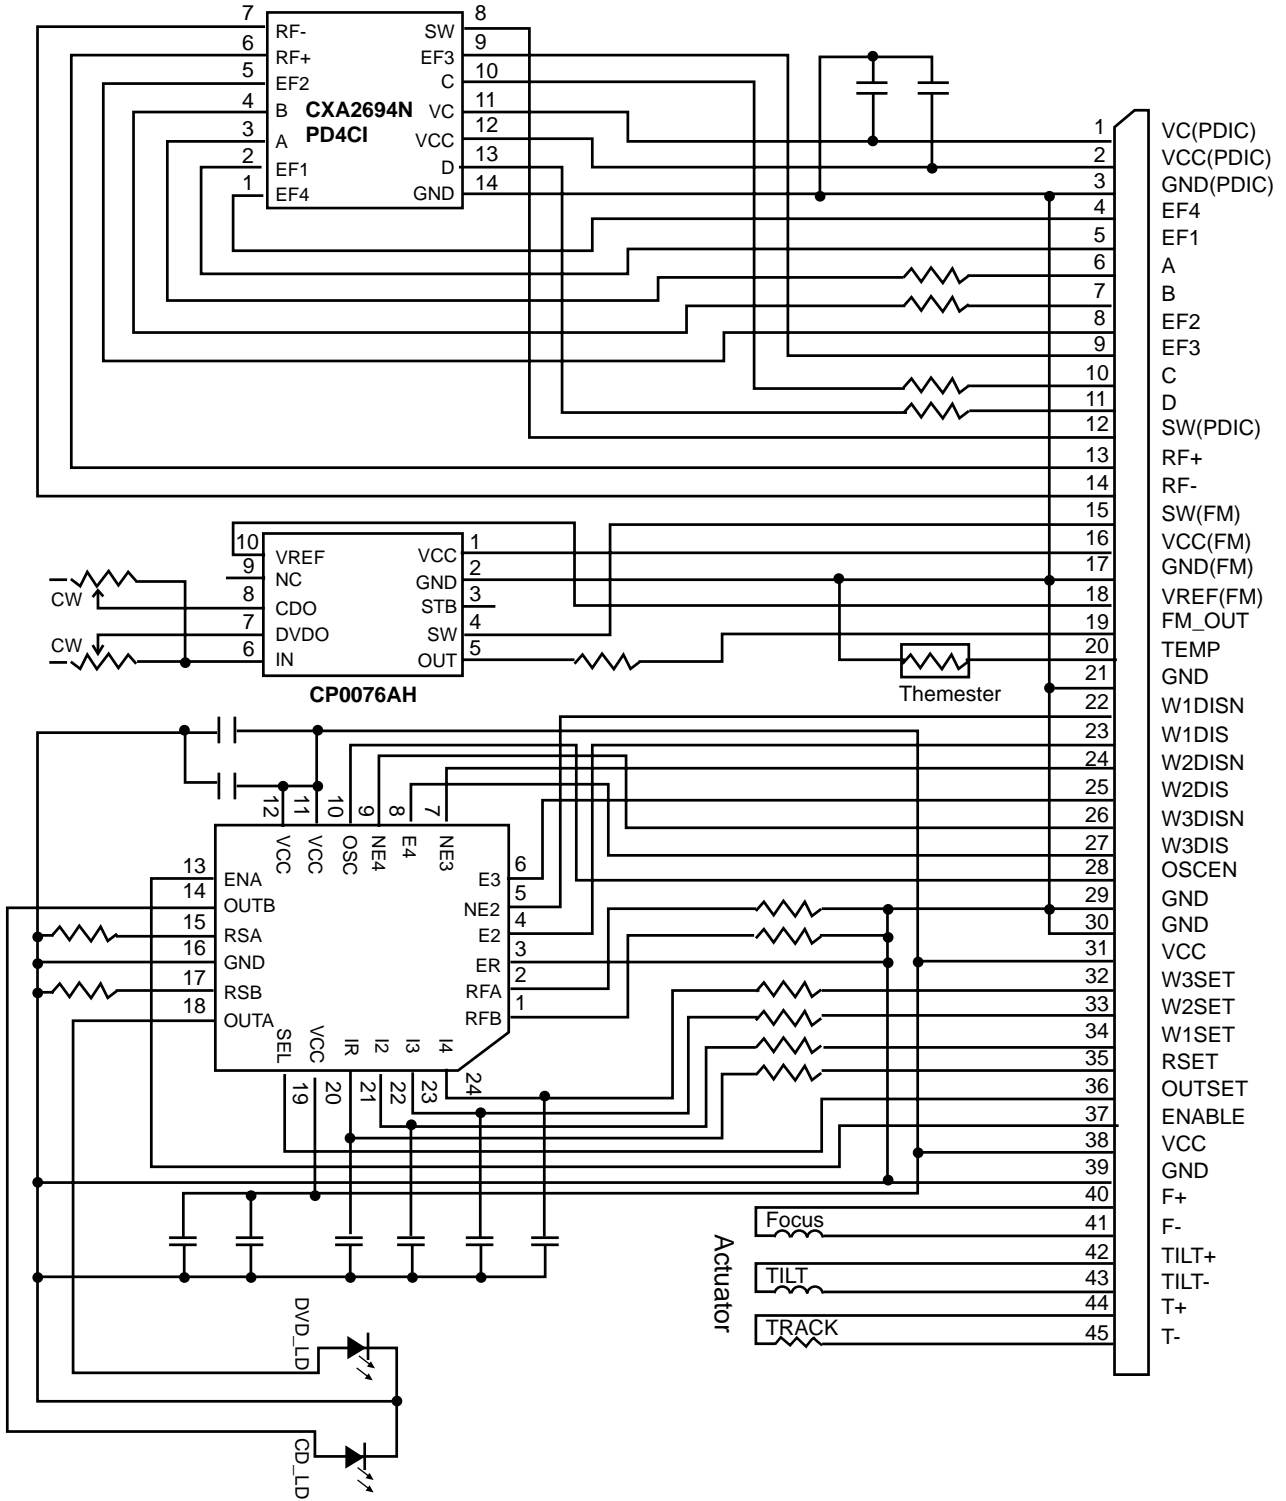 7 RF- SW 8
6 RF+ EF3 9
5 EF2 C 10
4 B CXA2694N VC 11
3 A PD4CI VCC 12
2 EF1 D 13
1 EF4 GND 14
1 VC(PDIC)
2 VCC(PDIC)
3 GND(PDIC)
4 EF4
5 EF1
6 A
7 B
8 EF2
9 EF3
10 C
11 D
12 SW(PDIC)
13 RF+
14 RF-
15 SW(FM)
16 VCC(FM)
17 GND(FM)
18 VREF(FM)
19 FM_OUT
20 TEMP
21 GND
22 W1DISN
23 W1DIS
24 W2DISN
25 W2DIS
26 W3DISN
27 W3DIS
28 OSCEN
29 GND
30 GND
31 VCC
32 W3SET
33 W2SET
34 W1SET
35 RSET
36 OUTSET
37 ENABLE
38 VCC
39 GND
40 F+
41 F-
42 TILT+
43 TILT-
44 T+
45 T-
10 VREF VCC 1
9 NC GND 2
CW 8 CDO STB 3
CW 7 DVDO SW 4
6 IN OUT 5
CP0076AH
Themester
12 11 10 9 8 7
VCC VCC OSC NE4 E4 NE3
13 ENA E3 6
14 OUTB NE2 5
15 RSA E2 4
16 GND ER 3
17 RSB RFA 2
18 OUTA RFB 1
SEL VCC IR I2 I3 I4
19 20 21 22 23 24
Focus
TILT
TRACK
Actuator
DVD_LD
CD_LD